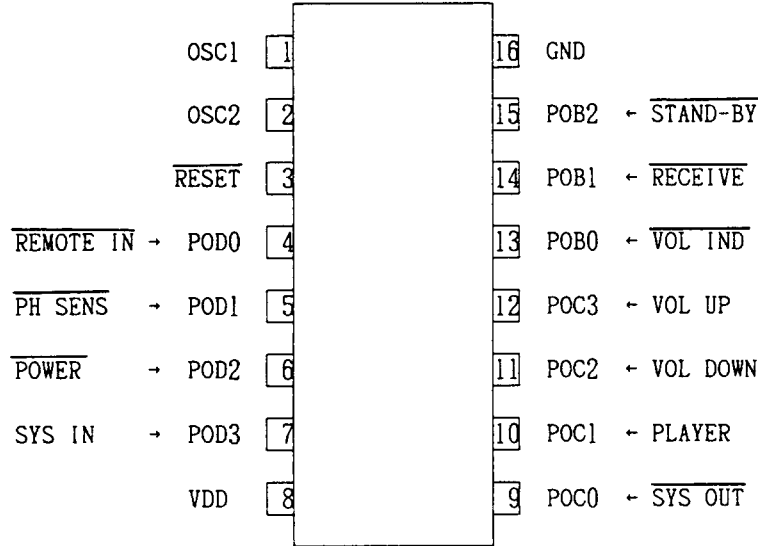 OSC1 1 16 GND
OSC2 2 15 POB2 ← STAND-BY
RESET 3 14 POB1 ← RECEIVE
REMOTE IN → POD0 4 13 POB0 ← VOL IND
PH SENS → POD1 5 12 POC3 ← VOL UP
POWER → POD2 6 11 POC2 ← VOL DOWN
SYS IN → POD3 7 10 POC1 ← PLAYER
VDD 8 9 POC0 ← SYS OUT